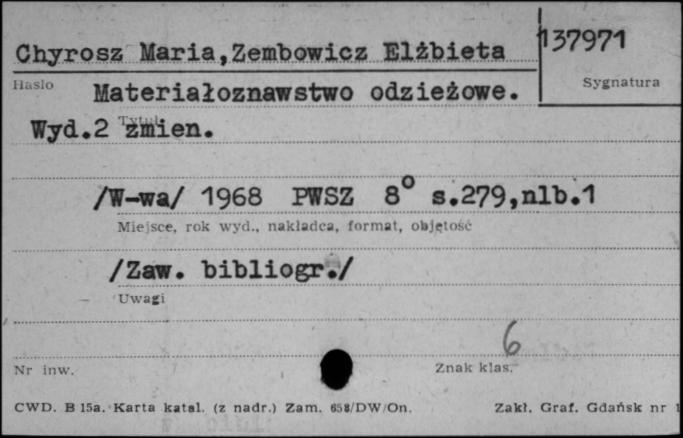 Chyrosz Maria,Zembowicz Elżbieta
137971
Hasło
Sygnatura
Materiałoznawstwo odzieżowe.
Tytuł
Wyd.2 zmien.
/W-wa/ 1968 PWSZ 8° s.279,nlb.1
Miejsce, rok wyd., nakładca, format, objętość
/Zaw. bibliogr./
Uwagi
6
Nr inw.
Znak klas.
CWD. B 15a. Karta katal. (z nadr.) Zam. 658/DW/On.
Zakł. Graf. Gdańsk nr 1